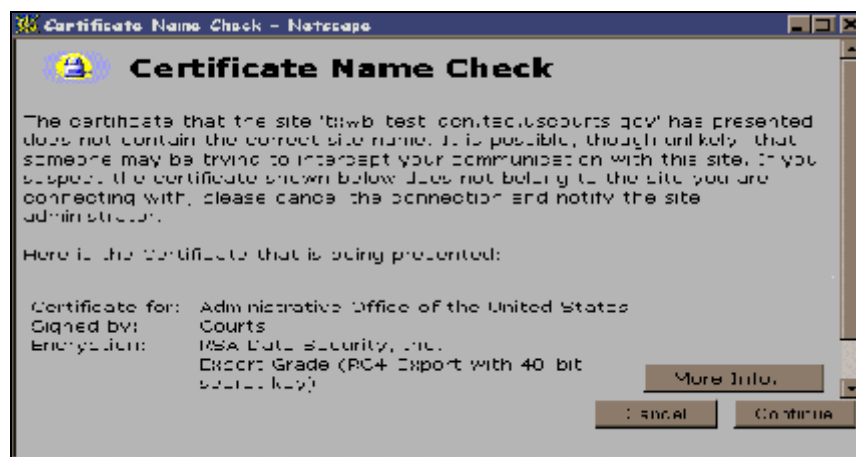 Certificate Name Check - Netscape
Certificate Name Check
The certificate that the site has presented
does not contain the correct site name. It is possible, though unlikely, that
someone may be trying to intercept your communication with this site. If you
suspect the certificate shown below does not belong to the site you are
connecting with, please cancel the connection and notify the site
administrator.
Here is the Certificate that is being presented:
Certificate for: Administrative Office of the United States
Signed by: Courts
Encryption: RSA Data Security, Inc.
Export Grade (RC4-Export with 40-bit
secret key)
More Info.
Cancel Continue